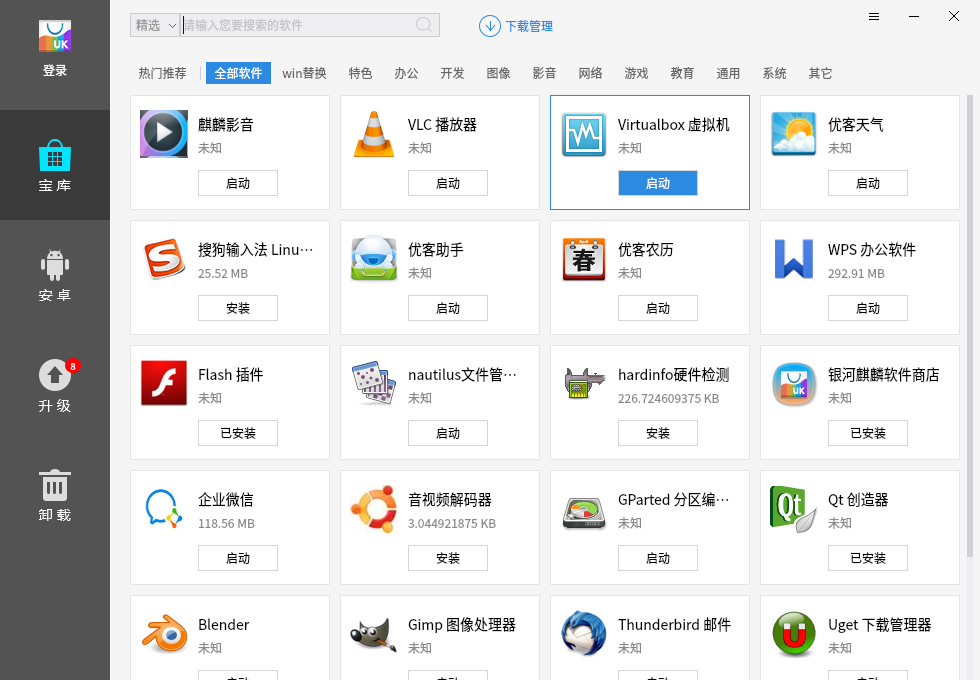 UK
登录
宝 库
安 卓
8
升 级
卸 载
精选
请输入您要搜索的软件
下载管理
热门推荐 全部软件 win替换 特色 办公 开发 图像 影音 网络 游戏 教育 通用 系统 其它
麒麟影音
未知
启动
VLC 播放器
未知
启动
Virtualbox 虚拟机
未知
启动
优客天气
未知
启动
搜狗输入法 Linu…
25.52 MB
安装
优客助手
未知
启动
春
优客农历
未知
启动
WPS 办公软件
292.91 MB
启动
Flash 插件
未知
已安装
nautilus文件管…
未知
启动
hardinfo硬件检测
226.724609375 KB
安装
UK
银河麒麟软件商店
未知
已安装
企业微信
118.56 MB
启动
音视频解码器
3.044921875 KB
安装
GParted 分区编…
未知
启动
Qt
Qt 创造器
未知
已安装
Blender
未知
启动
Gimp 图像处理器
未知
启动
Thunderbird 邮件
未知
启动
Uget 下载管理器
未知
启动